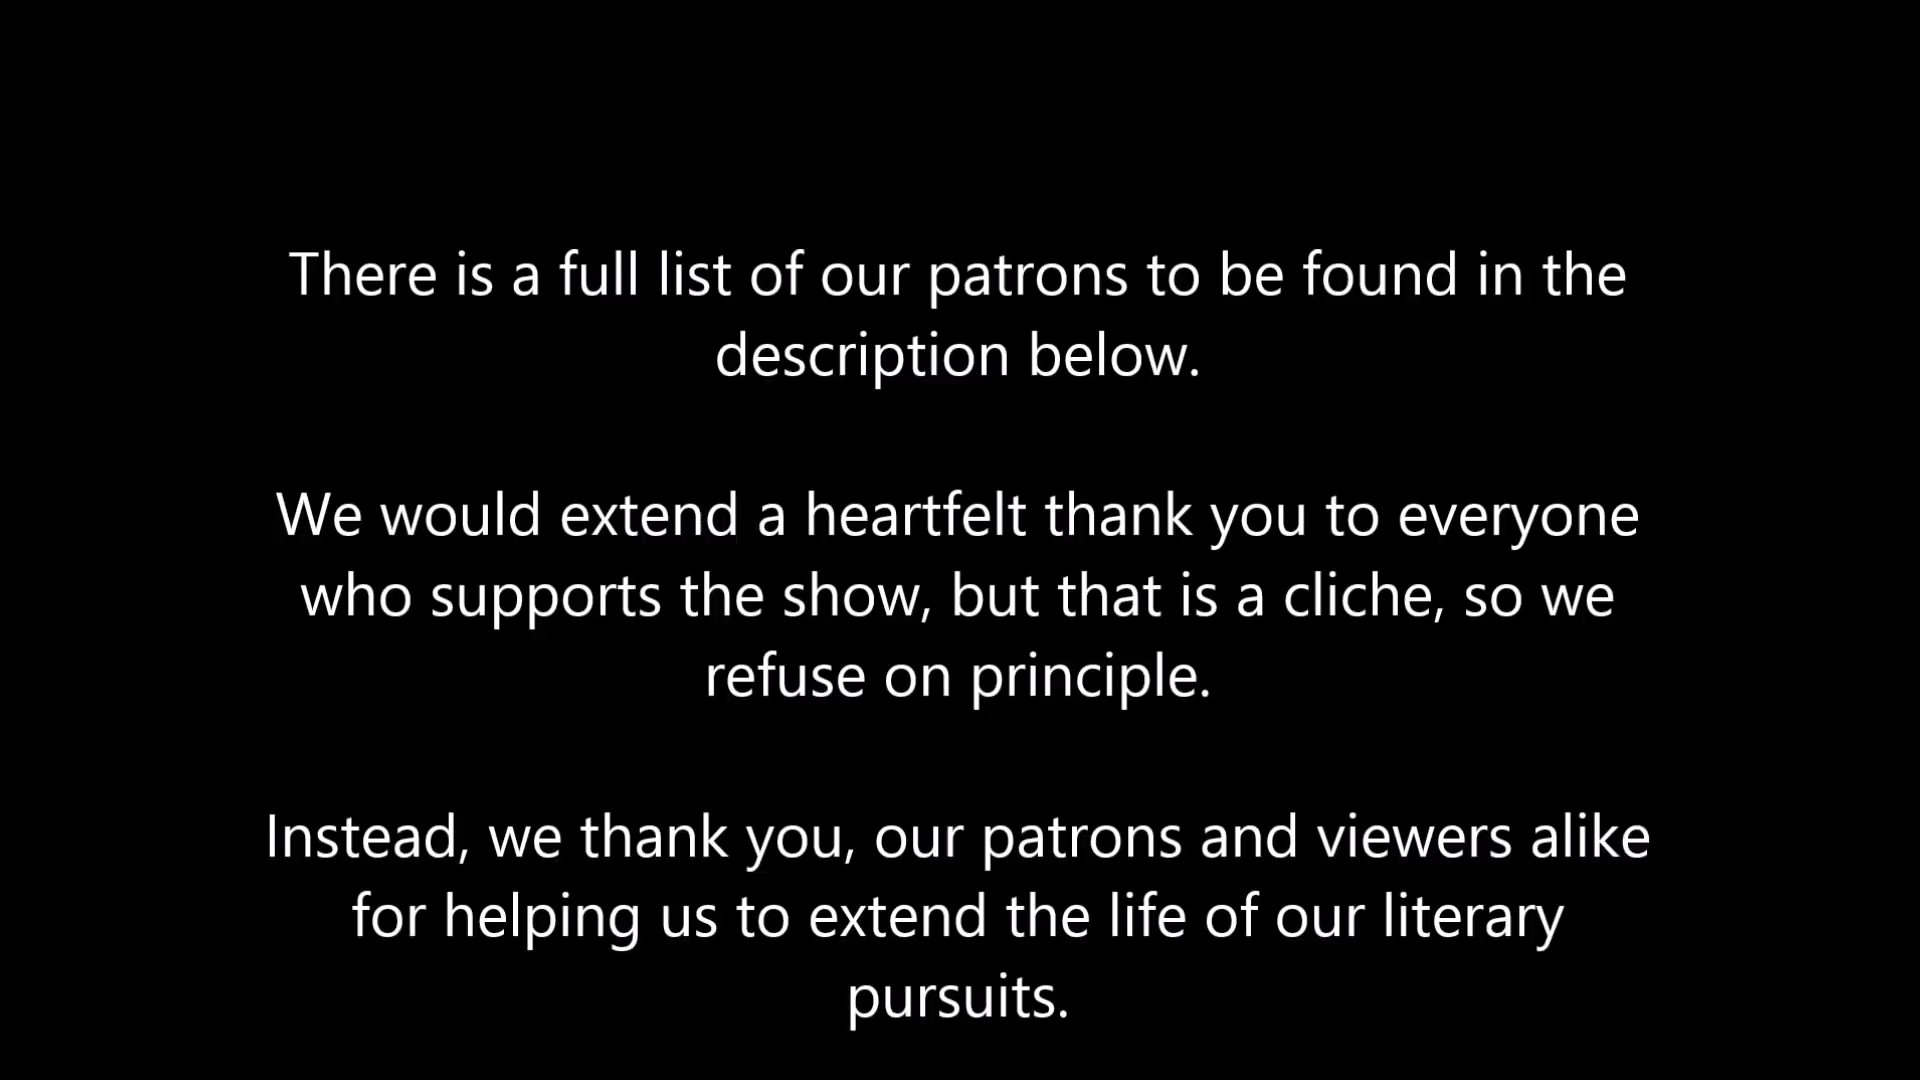 There is a full list of our patrons to be found in the
description below.
We would extend a heartfelt thank you to everyone
who supports the show, but that is a cliche, so we
refuse on principle.
Instead, we thank you, our patrons and viewers alike
for helping us to extend the life of our literary
pursuits.